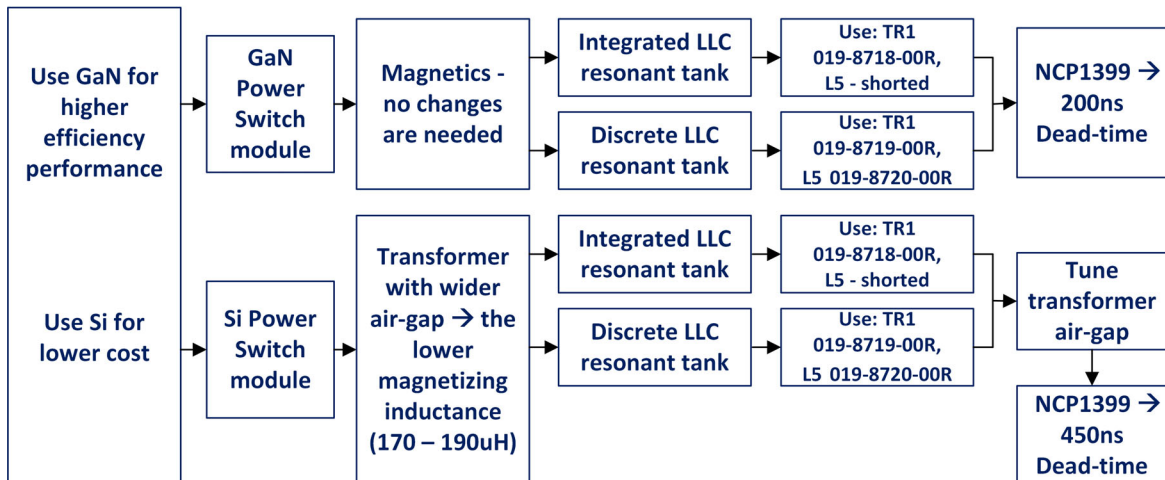 Use GaN for
higher
efficiency
performance
GaN
Power
Switch
module
Magnetics -
no changes
are needed
Integrated LLC
resonant tank
Use: TR1
019-8718-00R,
L5 - shorted
Discrete LLC
resonant tank
Use: TR1
019-8719-00R,
L5 019-8720-00R
NCP1399 →
200ns
Dead-time
Use Si for
lower cost
Si Power
Switch
module
Transformer
with wider
air-gap → the
lower
magnetizing
inductance
(170 – 190uH)
Integrated LLC
resonant tank
Use: TR1
019-8718-00R,
L5 - shorted
Discrete LLC
resonant tank
Use: TR1
019-8719-00R,
L5 019-8720-00R
Tune
transformer
air-gap
NCP1399 →
450ns
Dead-time